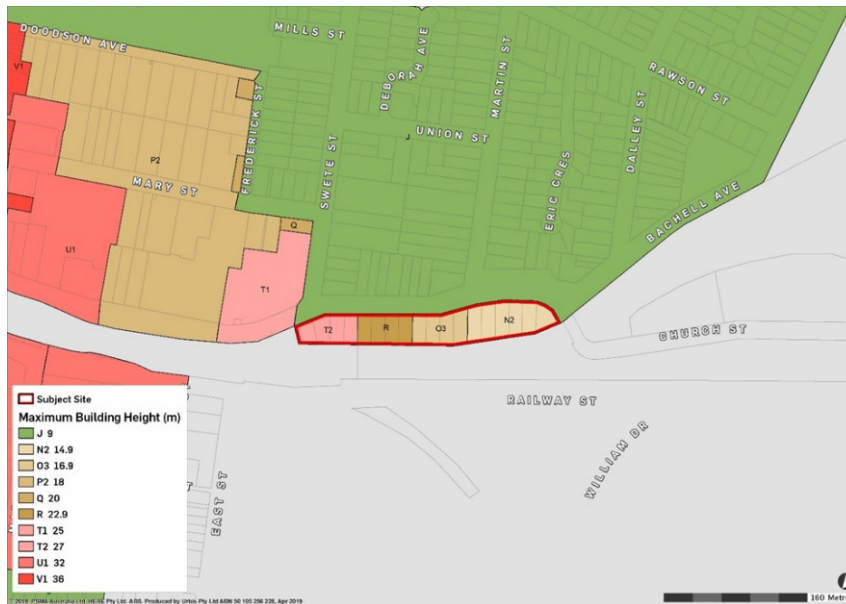 DOODSON AVE
MILLS ST
DEBORAH AVE
MARTIN ST
RAWSON ST
V1
FREDERICK ST
UNION ST
J
DALLEY ST
P2
SWETE ST
ERIC CRES
MARY ST
BACHELL AVE
Q
U1
T1
T2
R
O3
N2
CHURCH ST
RAILWAY ST
WILLIAM DR
EAST ST
Subject Site
Maximum Building Height (m)
J 9
N2 14.9
O3 16.9
P2 18
Q 20
R 22.9
T1 25
T2 27
U1 32
V1 36
160 Metre